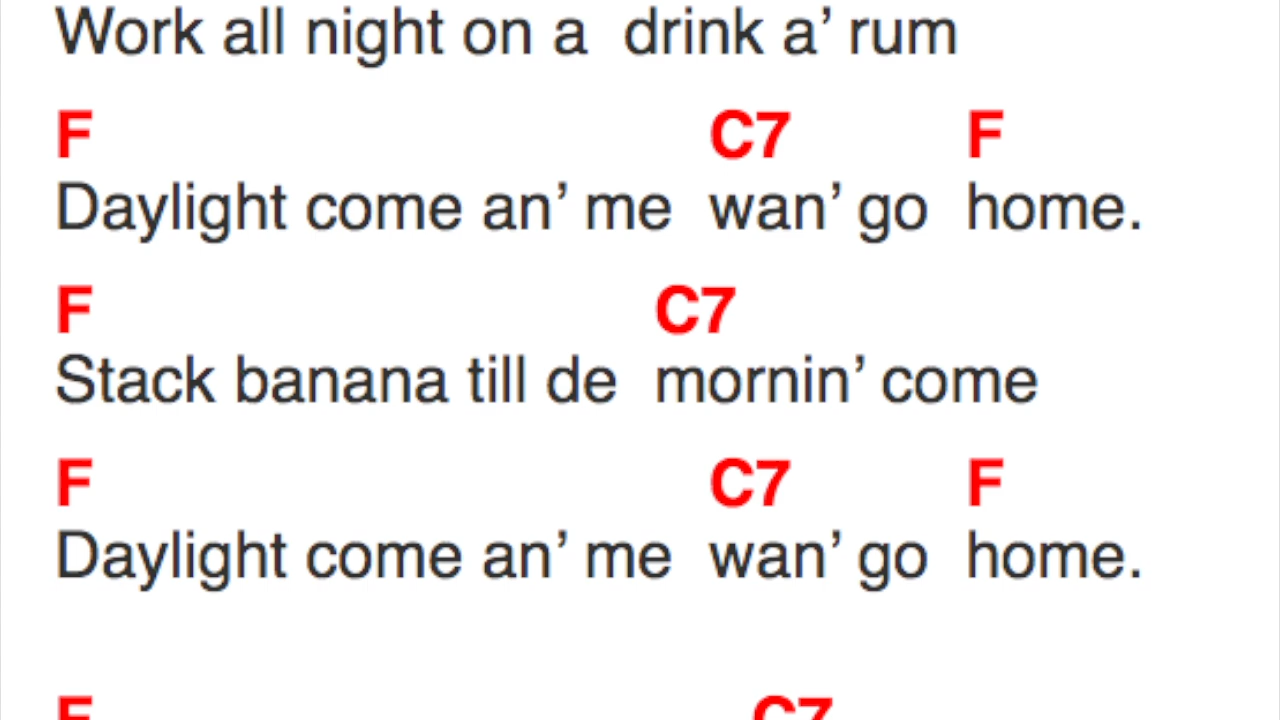 Work all night on a drink a’ rum
F C7 F
Daylight come an’ me wan’ go home.
F C7
Stack banana till de mornin’ come
F C7 F
Daylight come an’ me wan’ go home.
F C7